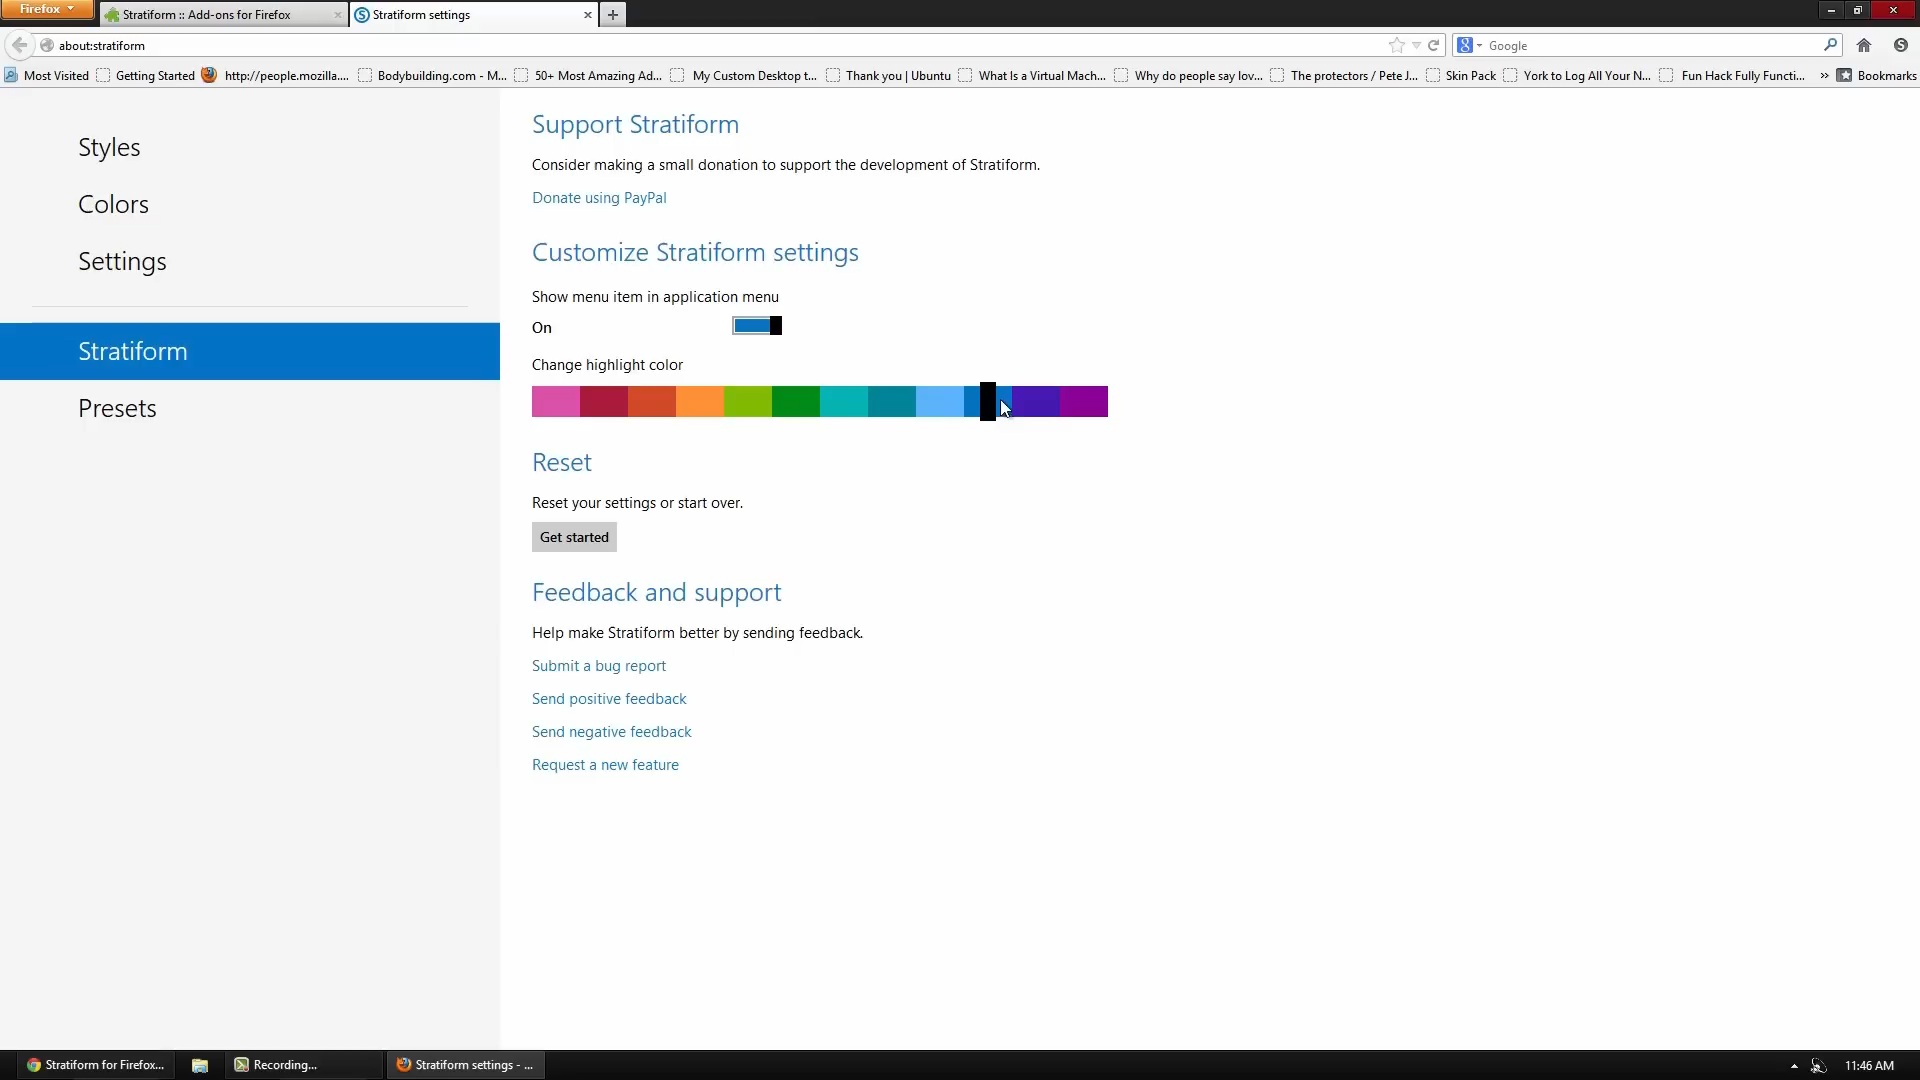 Firefox
Stratiform :: Add-ons for Firefox
Stratiform settings
about:stratiform
Google
Most Visited
Getting Started
http://people.mozilla....
Bodybuilding.com - M...
50+ Most Amazing Ad...
My Custom Desktop t...
Thank you | Ubuntu
What Is a Virtual Mach...
Why do people say lov...
The protectors / Pete J...
Skin Pack
York to Log All Your N...
Fun Hack Fully Functi...
Bookmarks
Styles
Colors
Settings
Stratiform
Presets
Support Stratiform
Consider making a small donation to support the development of Stratiform.
Donate using PayPal
Customize Stratiform settings
Show menu item in application menu
On
Change highlight color
Reset
Reset your settings or start over.
Get started
Feedback and support
Help make Stratiform better by sending feedback.
Submit a bug report
Send positive feedback
Send negative feedback
Request a new feature
Stratiform for Firefox...
Recording...
Stratiform settings - ...
11:46 AM